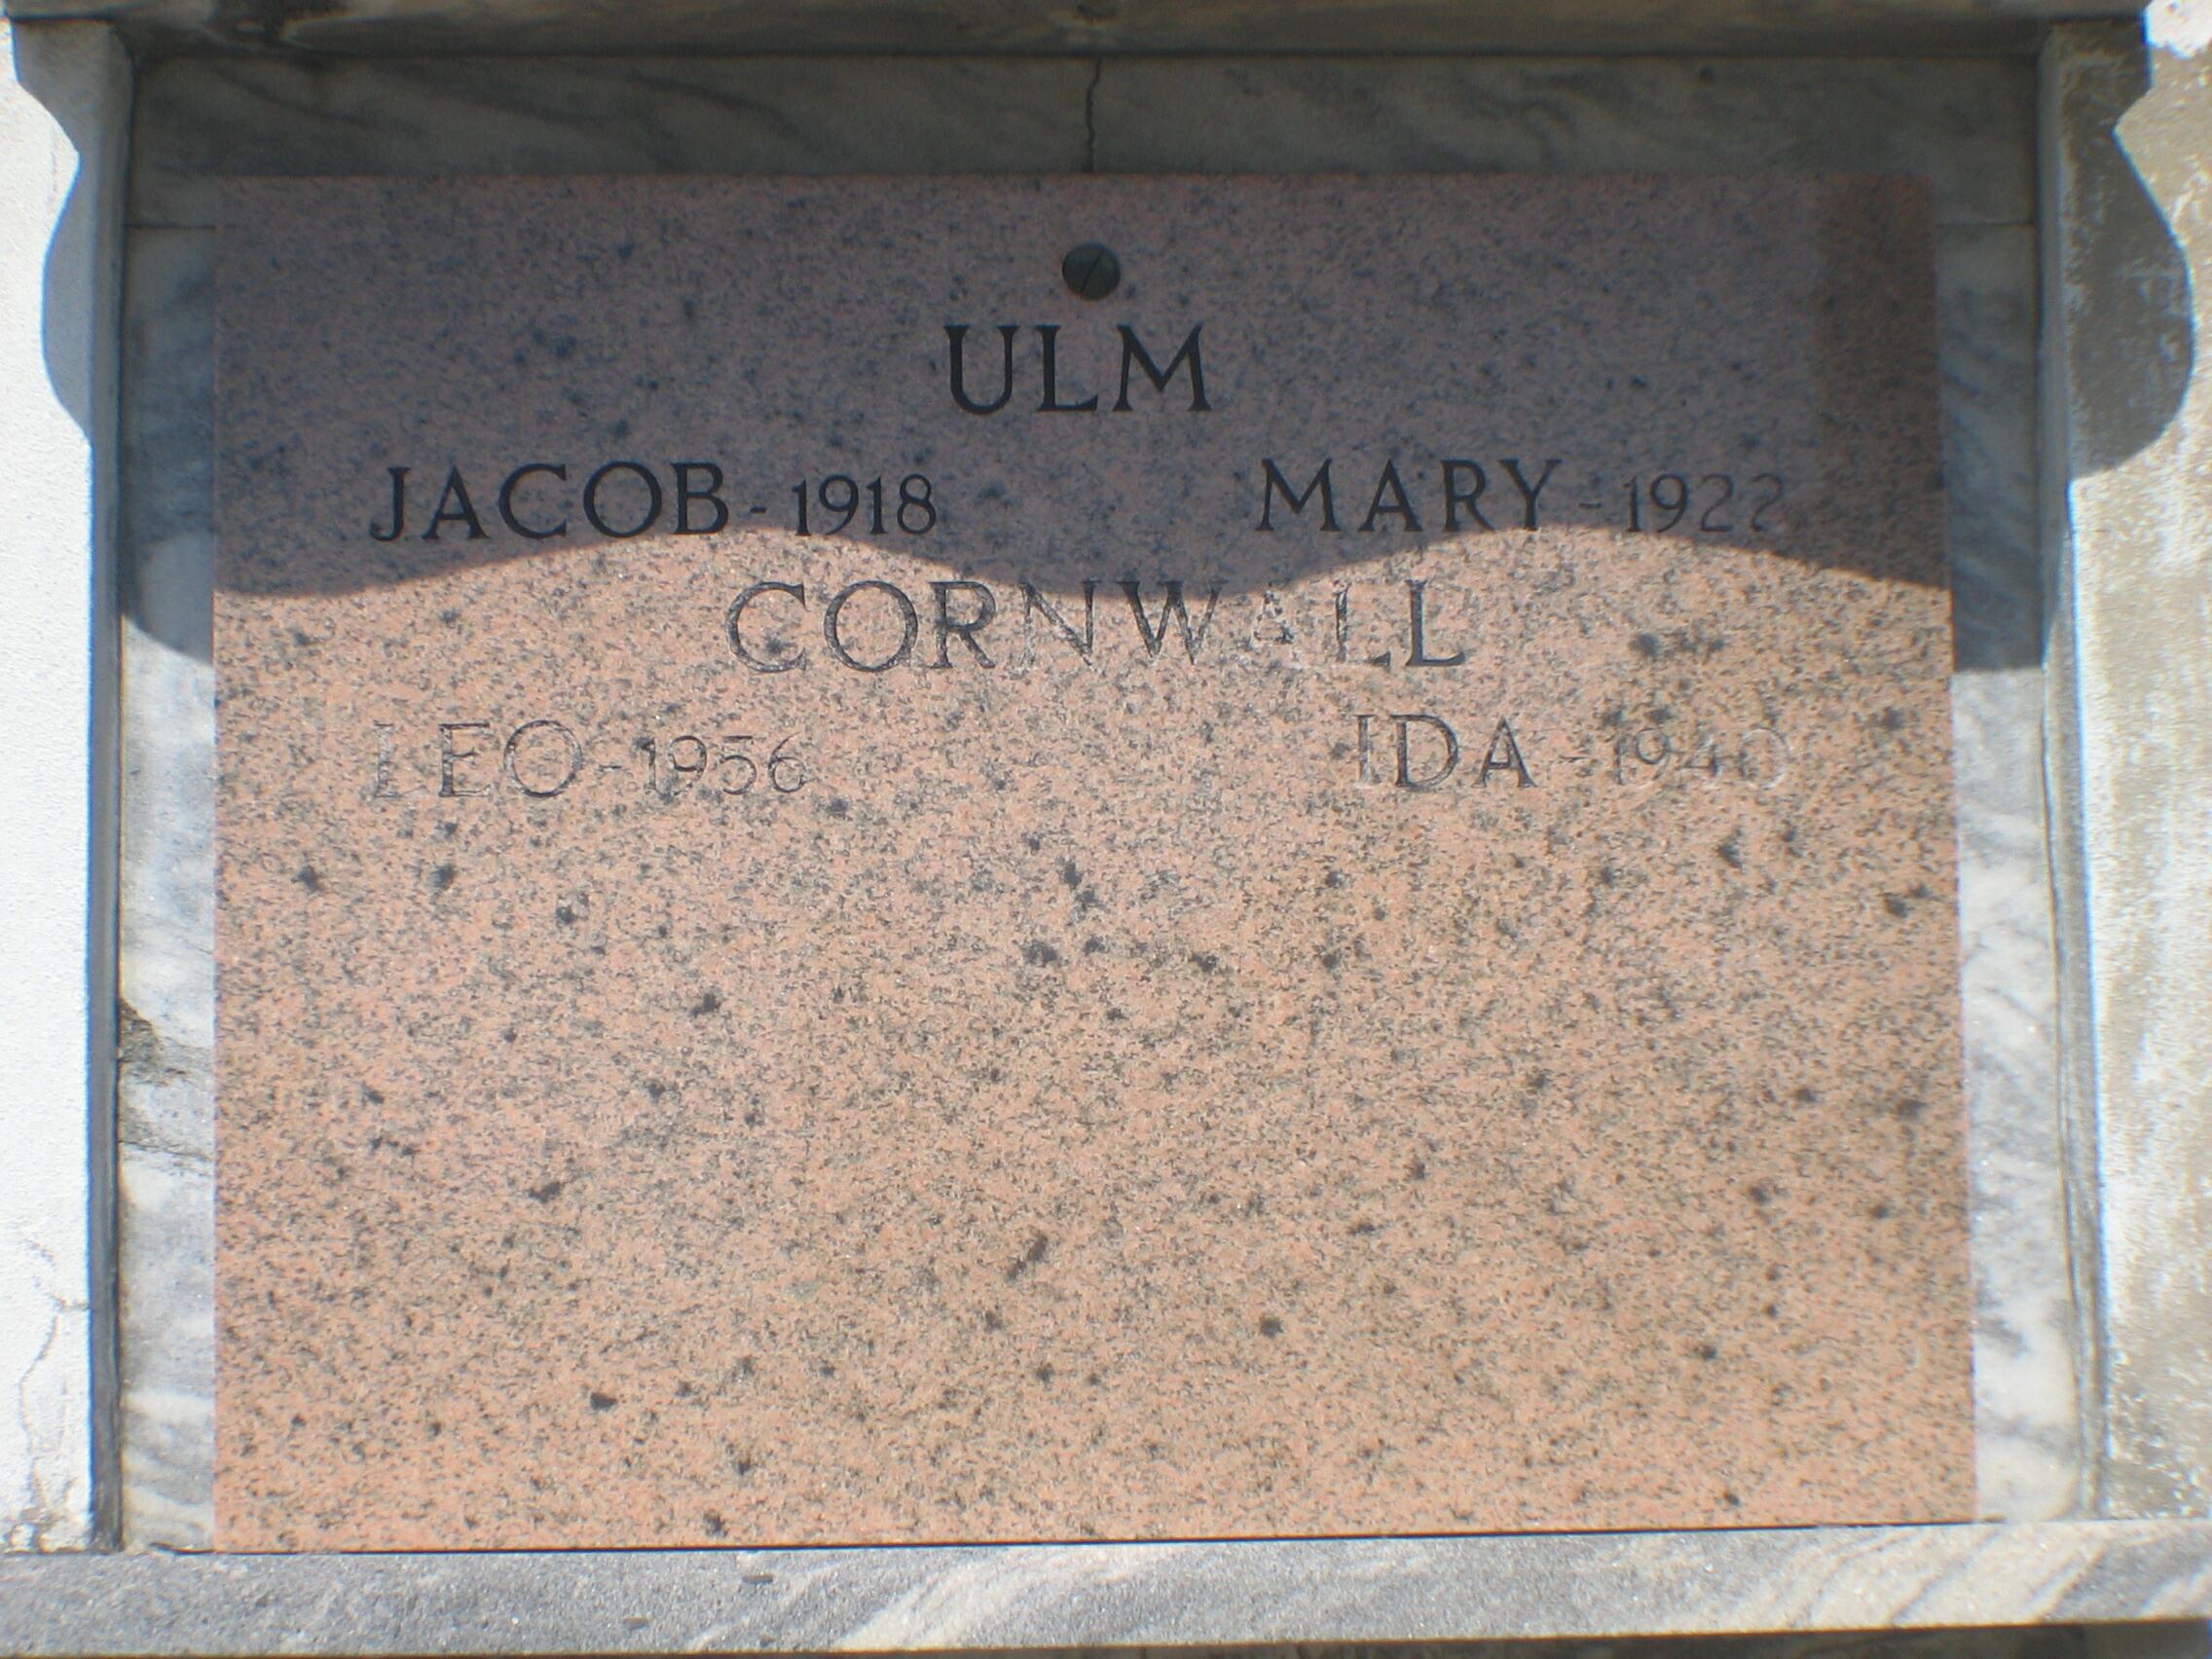 ULM
JACOB - 1918 MARY - 1922
CORNWALL
LEO - 1956 IDA - 1940